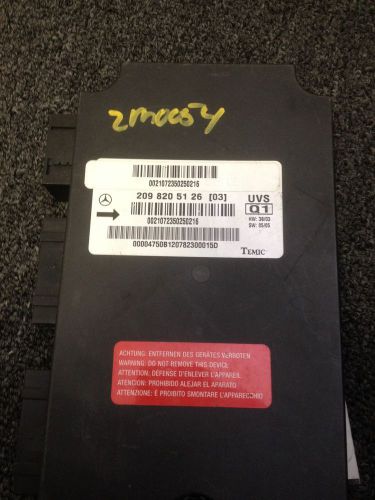 2M0054
0021072350250216
209 820 51 26 [03]
UVS
Q1
HW: 38/03
SW: 05/05
0021072350250216
00004750B120782300015D
TEMIC
ACHTUNG: ENTFERNEN DES GERÄTES VERBOTEN
WARNING: DO NOT REMOVE THIS DEVICE.
ATTENTION: DEFENSE D'ENLEVER L'APPAREIL
ATENCION: PROHIBIDO ALEJAR EL APARATO
ATTENZIONE: É PROIBITO SMONTARE L'APPARECCHIO